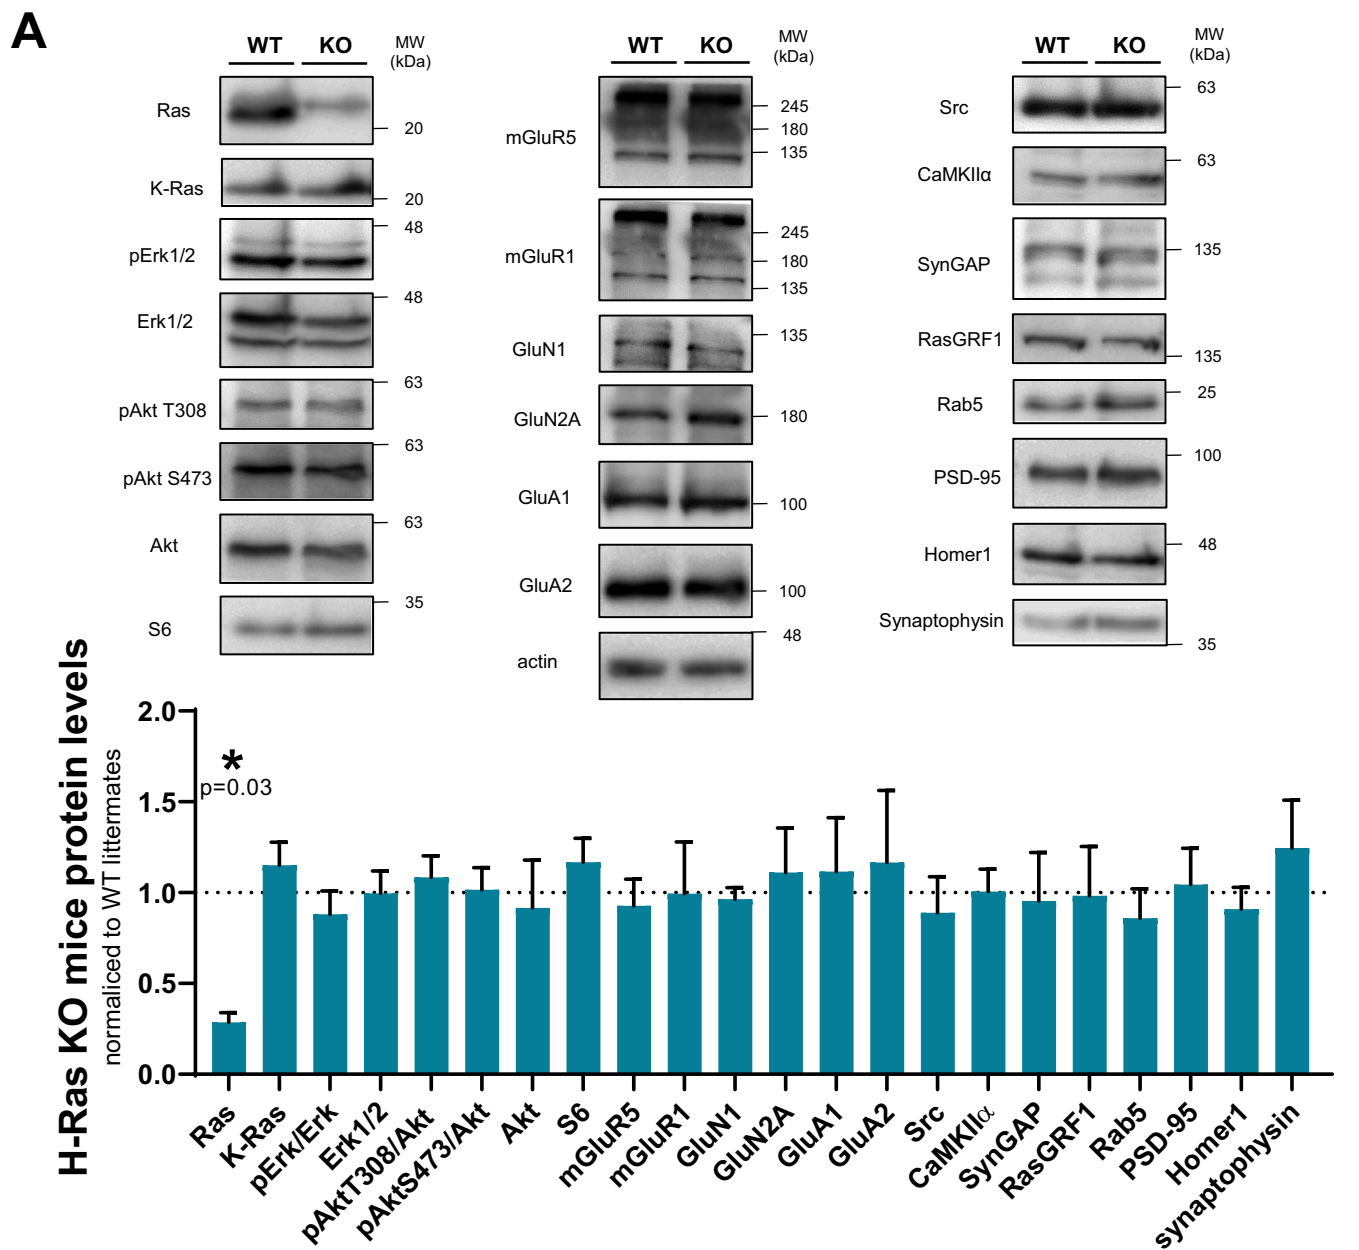 A
WT KO MW
(kDa)
Ras
20
K-Ras
20
pErk1/2
48
Erk1/2
48
pAkt T308
63
pAkt S473
63
Akt
63
S6
35
WT KO MW
(kDa)
mGluR5
245
180
135
mGluR1
245
180
135
GluN1
135
GluN2A
180
GluA1
100
GluA2
100
actin
48
WT KO MW
(kDa)
Src
63
CaMKIIα
63
SynGAP
135
RasGRF1
135
Rab5
25
PSD-95
100
Homer1
48
Synaptophysin
35
H-Ras KO mice protein levels
normaliced to WT littermates
2.0
1.5
1.0
0.5
0.0
*
p=0.03
Ras
K-Ras
pErk/Erk
Erk1/2
pAktT308/Akt
pAktS473/Akt
Akt
S6
mGluR5
mGluR1
GluN1
GluN2A
GluA1
GluA2
Src
CaMKIIα
SynGAP
RasGRF1
Rab5
PSD-95
Homer1
synaptophysin